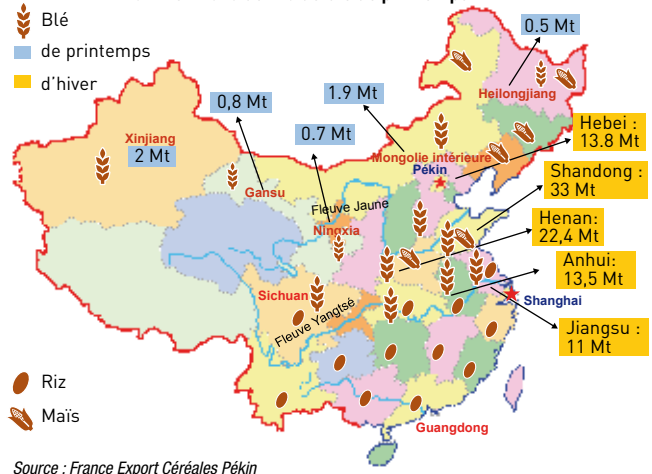 Blé
de printemps
d'hiver
0.5 Mt
Heilongjiang
0,8 Mt
1.9 Mt
Hebei :
13.8 Mt
Xinjiang
2 Mt
0.7 Mt
Mongolie intérieure
Pékin
Shandong :
33 Mt
Gansu
Fleuve Jaune
Ningxia
Henan:
22,4 Mt
Anhui:
13,5 Mt
Sichuan
Shanghai
Fleuve Yangtsé
Jiangsu :
11 Mt
Riz
Maïs
Guangdong
Source : France Export Céréales Pékin